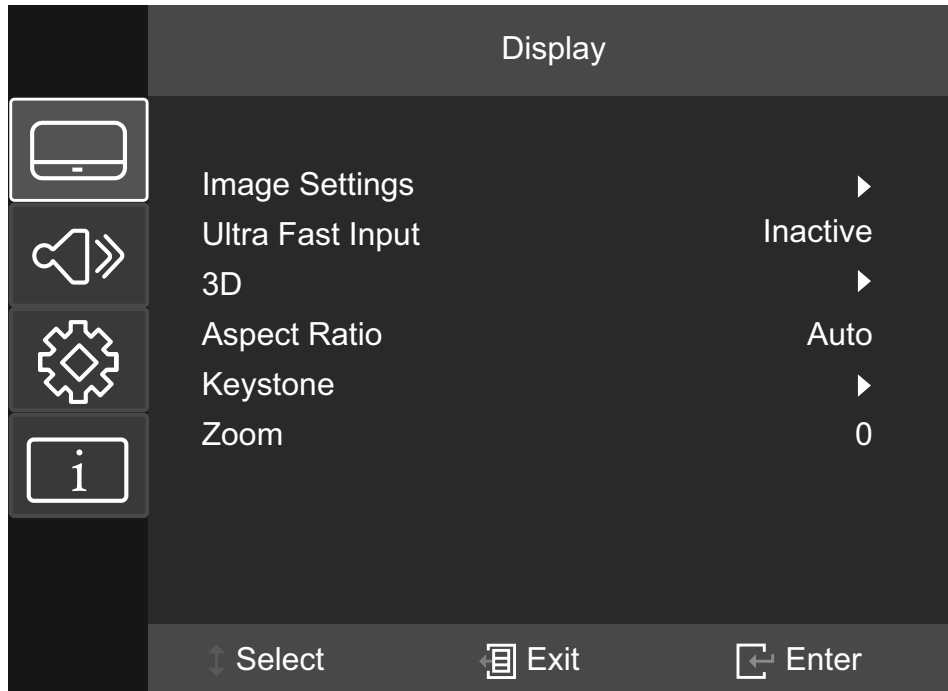 Display
Image Settings
Ultra Fast Input Inactive
3D
Aspect Ratio Auto
Keystone
Zoom 0
i
Select Exit Enter